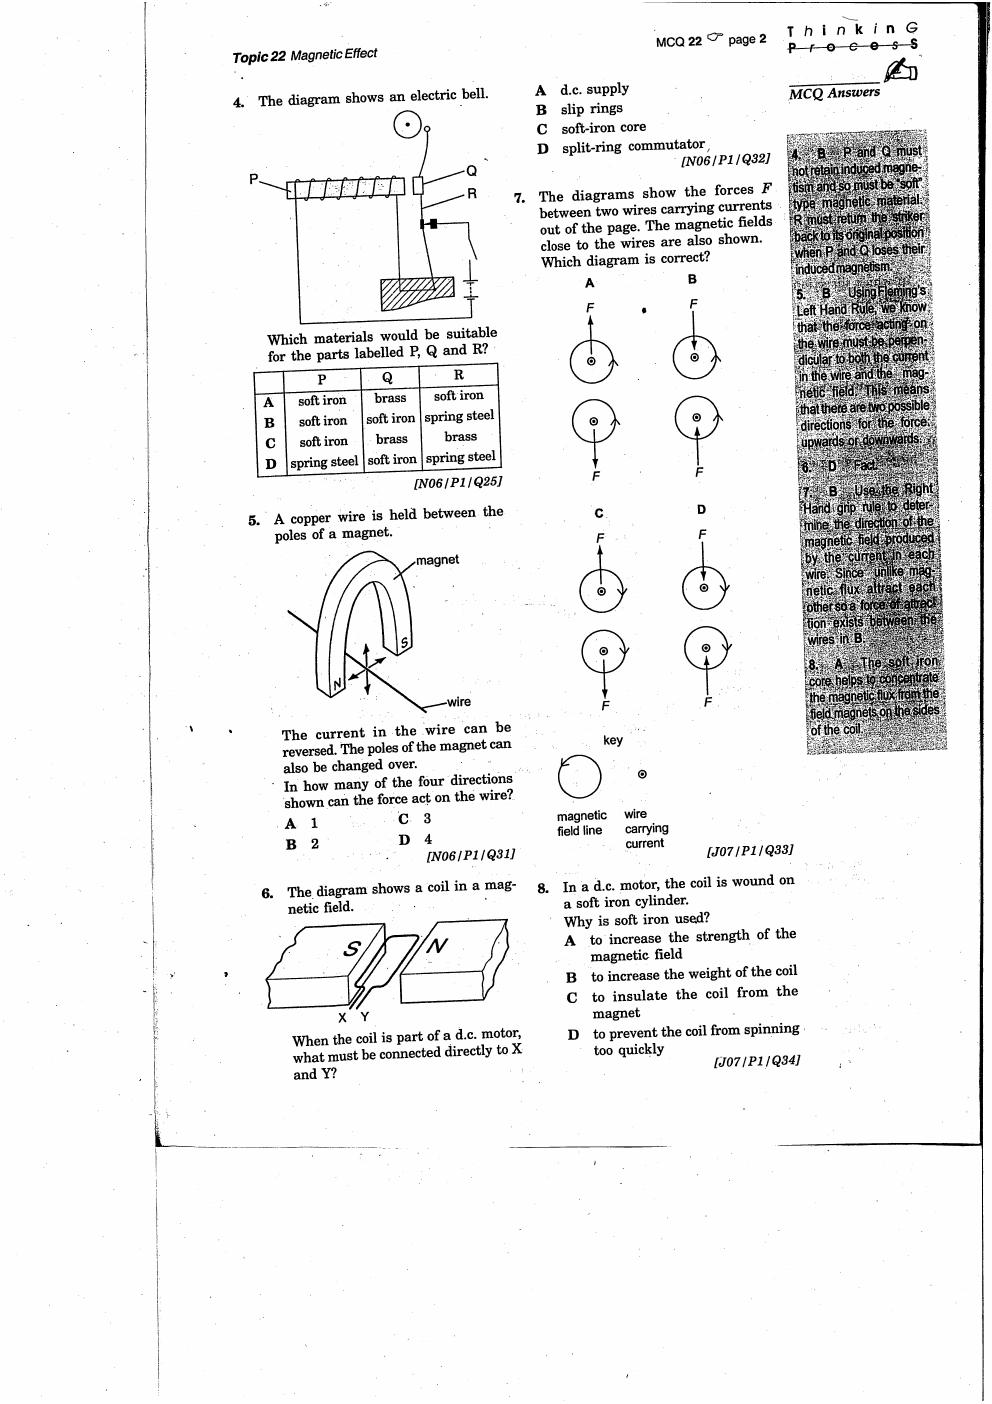 Topic 22 Magnetic Effect
MCQ 22 page 2
ThinkinG
ProcesS
MCQ Answers
4. The diagram shows an electric bell.
P
Q
R
Which materials would be suitable
for the parts labelled P, Q and R?
P Q R
A soft iron brass soft iron
B soft iron soft iron spring steel
C soft iron brass brass
D spring steel soft iron spring steel
[N06/P1/Q25]
5. A copper wire is held between the
poles of a magnet.
magnet
S
N
wire
The current in the wire can be
reversed. The poles of the magnet can
also be changed over.
In how many of the four directions
shown can the force act on the wire?
A 1 C 3
B 2 D 4
[N06/P1/Q31]
6. The diagram shows a coil in a mag-
netic field.
S N
X Y
When the coil is part of a d.c. motor,
what must be connected directly to X
and Y?
A d.c. supply
B slip rings
C soft-iron core
D split-ring commutator
[N06/P1/Q32]
7. The diagrams show the forces F
between two wires carrying currents
out of the page. The magnetic fields
close to the wires are also shown.
Which diagram is correct?
A B
F F
F F
C D
F F
F F
key
magnetic
field line
wire
carrying
current
[J07/P1/Q33]
8. In a d.c. motor, the coil is wound on
a soft iron cylinder.
Why is soft iron used?
A to increase the strength of the
magnetic field
B to increase the weight of the coil
C to insulate the coil from the
magnet
D to prevent the coil from spinning
too quickly
[J07/P1/Q34]
4. B P and Q must
not retain induced magne-
tism and so must be "soft"
type magnetic material.
R must return the striker
back to its original position
when P and Q loses their
induced magnetism.
5. B Using Fleming's
Left Hand Rule, we know
that the force acting on
the wire must be perpen-
dicular to both the current
in the wire and the mag-
netic field. This means
that there are two possible
directions for the force,
upwards or downwards.
6. D Fact.
7. B Use the Right
Hand grip rule to deter-
mine the direction of the
magnetic field produced
by the current in each
wire. Since unlike mag-
netic flux attract each
other so a force of attract
tion exists between the
wires in B.
8. A The soft iron
core helps to concentrate
the magnetic flux from the
field magnets on the sides
of the coil.